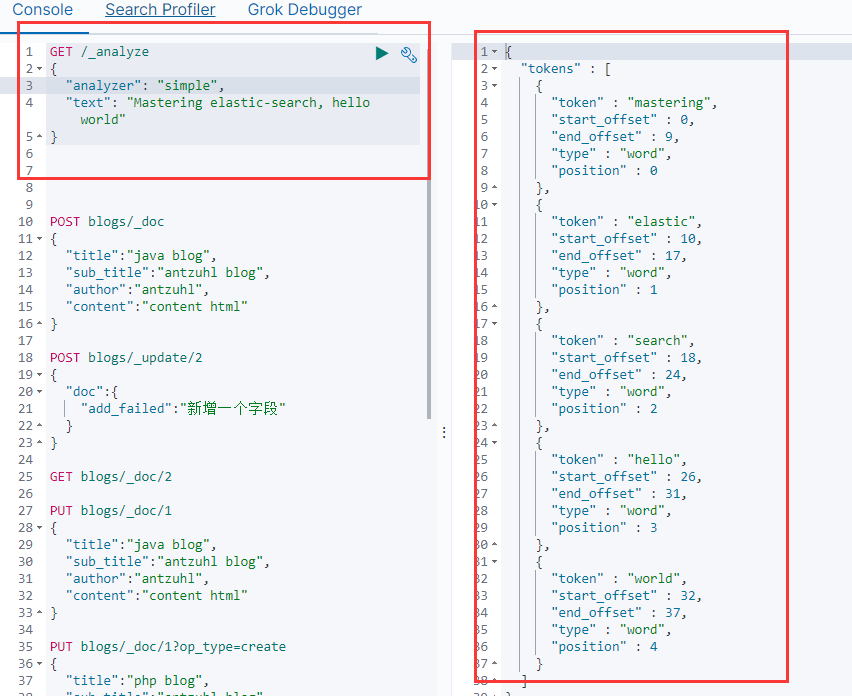 Console Search Profiler Grok Debugger
1 GET /_analyze
2 {
3 "analyzer": "simple",
4 "text": "Mastering elastic-search, hello
world"
5 }
6
7
8
9
10 POST blogs/_doc
11 {
12 "title":"java blog",
13 "sub_title":"antzuhl blog",
14 "author":"antzuhl",
15 "content":"content html"
16 }
17
18 POST blogs/_update/2
19 {
20 "doc":{
21 "add_failed":"新增一个字段"
22 }
23 }
24
25 GET blogs/_doc/2
26
27 PUT blogs/_doc/1
28 {
29 "title":"java blog",
30 "sub_title":"antzuhl blog",
31 "author":"antzuhl",
32 "content":"content html"
33 }
34
35 PUT blogs/_doc/1?op_type=create
36 {
37 "title":"php blog",
38 "sub_title":"antzuhl blog",
1 {
2 "tokens" : [
3 {
4 "token" : "mastering",
5 "start_offset" : 0,
6 "end_offset" : 9,
7 "type" : "word",
8 "position" : 0
9 },
10 {
11 "token" : "elastic",
12 "start_offset" : 10,
13 "end_offset" : 17,
14 "type" : "word",
15 "position" : 1
16 },
17 {
18 "token" : "search",
19 "start_offset" : 18,
20 "end_offset" : 24,
21 "type" : "word",
22 "position" : 2
23 },
24 {
25 "token" : "hello",
26 "start_offset" : 26,
27 "end_offset" : 31,
28 "type" : "word",
29 "position" : 3
30 },
31 {
32 "token" : "world",
33 "start_offset" : 32,
34 "end_offset" : 37,
35 "type" : "word",
36 "position" : 4
37 }
38 ]
39 }